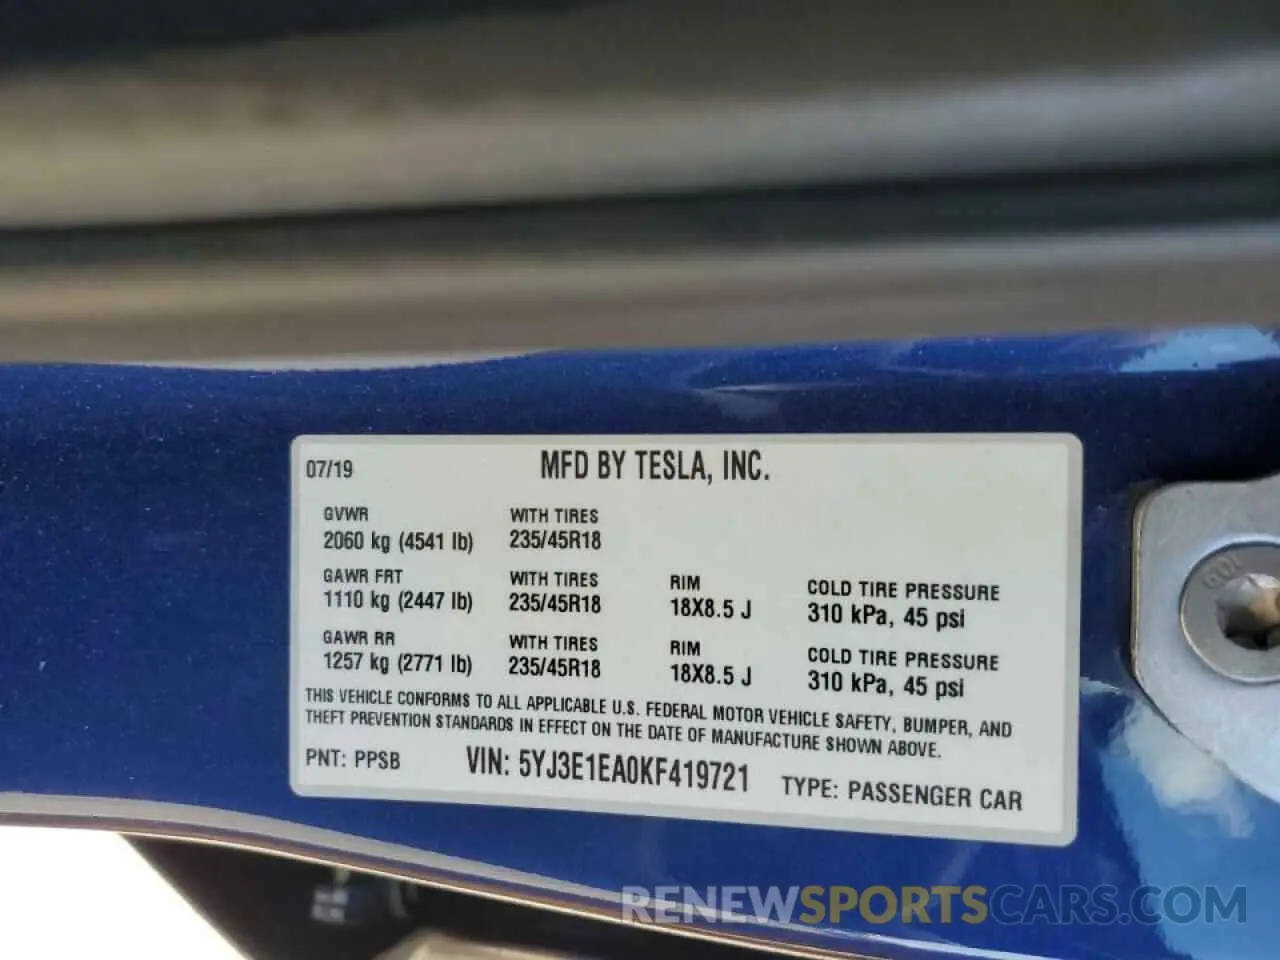 07/19 MFD BY TESLA, INC.
GVWR WITH TIRES
2060 kg (4541 lb) 235/45R18
GAWR FRT WITH TIRES RIM COLD TIRE PRESSURE
1110 kg (2447 lb) 235/45R18 18X8.5 J 310 kPa, 45 psi
GAWR RR WITH TIRES RIM COLD TIRE PRESSURE
1257 kg (2771 lb) 235/45R18 18X8.5 J 310 kPa, 45 psi
THIS VEHICLE CONFORMS TO ALL APPLICABLE U.S. FEDERAL MOTOR VEHICLE SAFETY, BUMPER, AND
THEFT PREVENTION STANDARDS IN EFFECT ON THE DATE OF MANUFACTURE SHOWN ABOVE.
PNT: PPSB VIN: 5YJ3E1EA0KF419721 TYPE: PASSENGER CAR
RENEWSPORTSCARS.COM